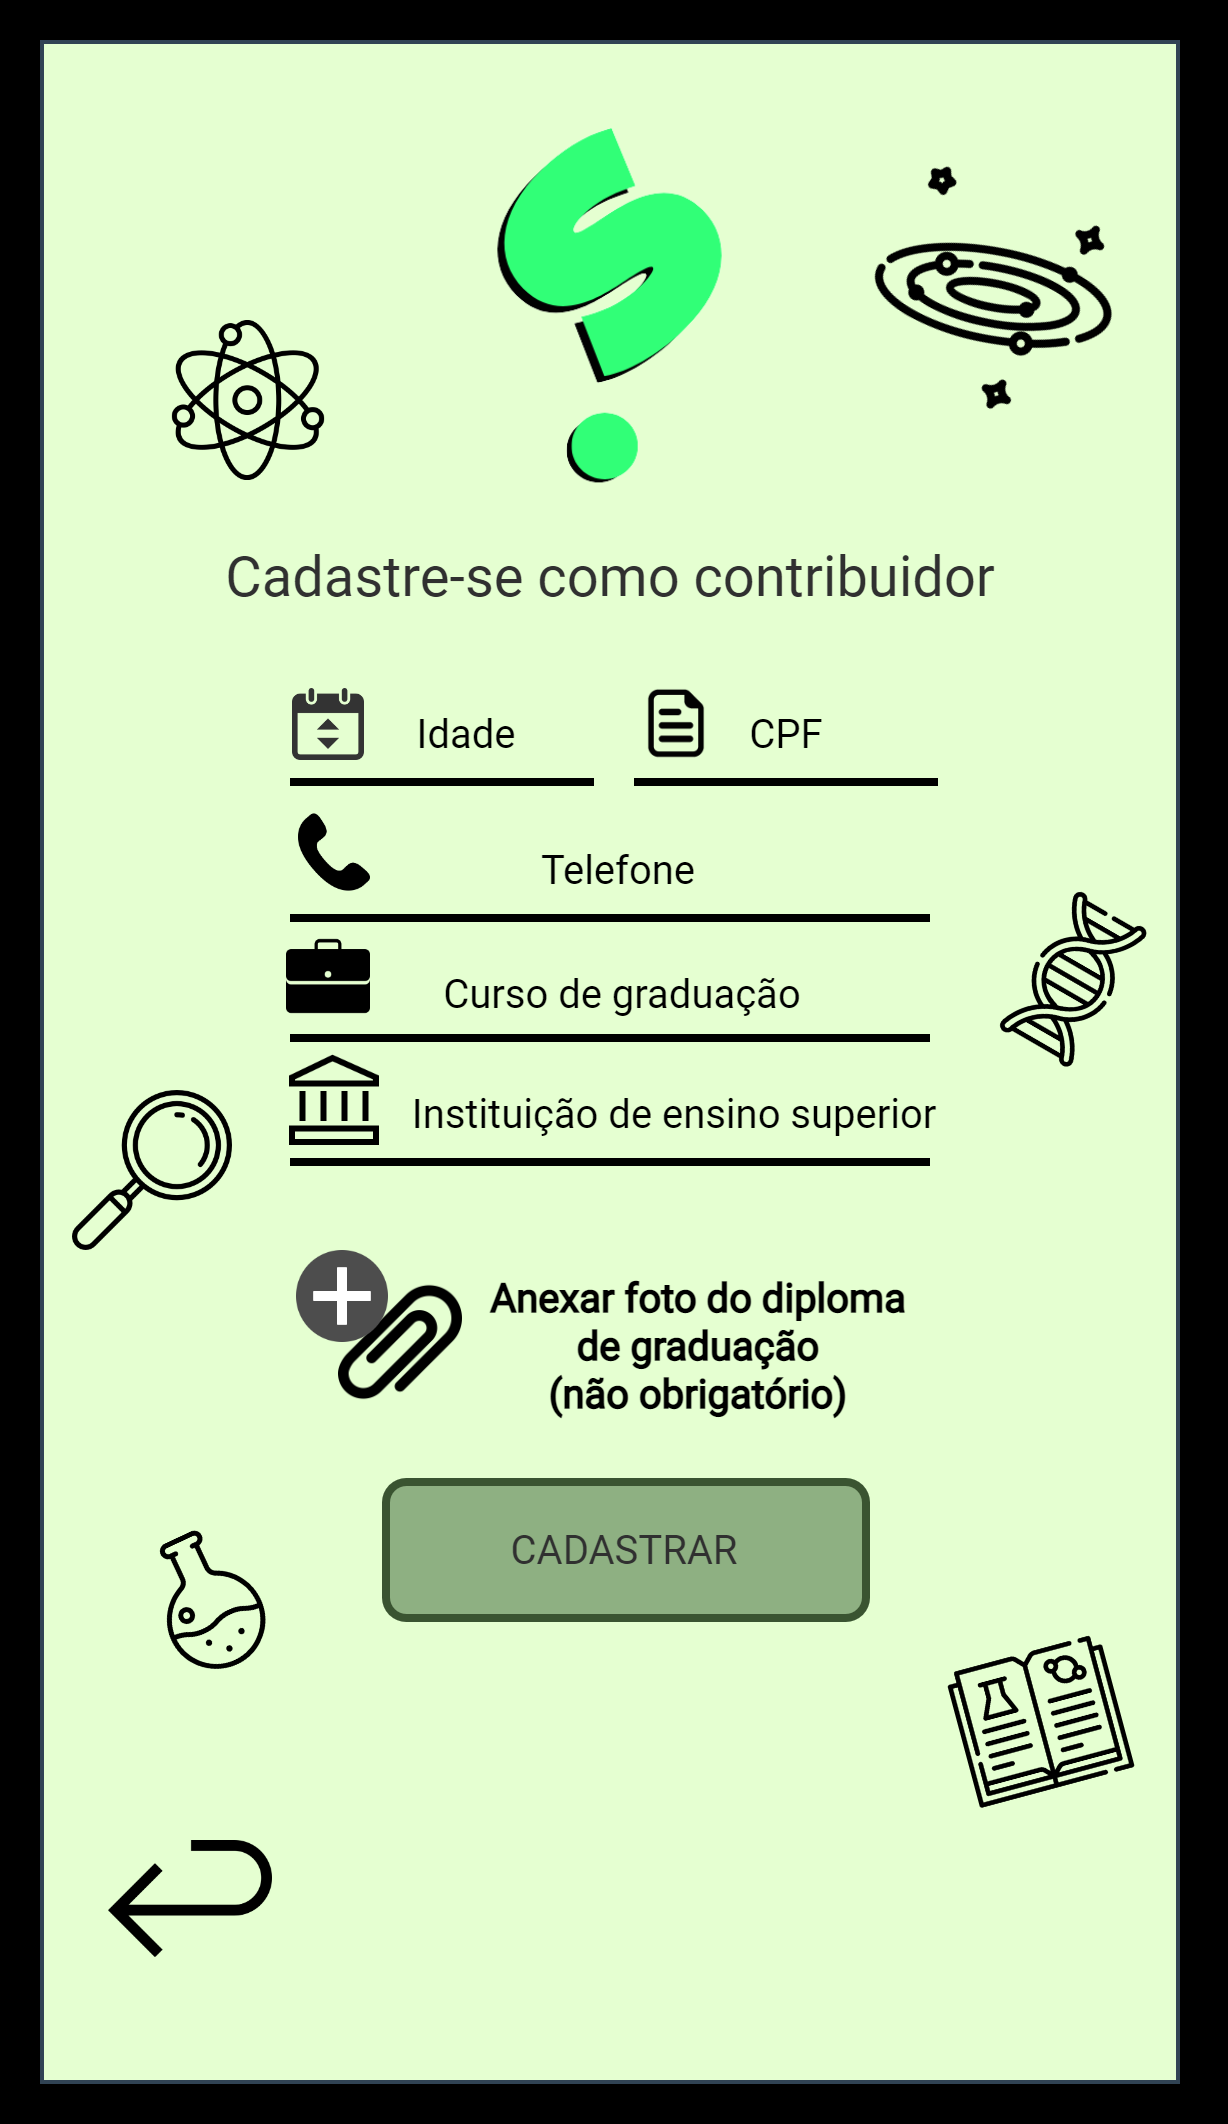 Cadastre-se como contribuidor
Idade
CPF
Telefone
Curso de graduação
Instituição de ensino superior
Anexar foto do diploma
de graduação
(não obrigatório)
CADASTRAR